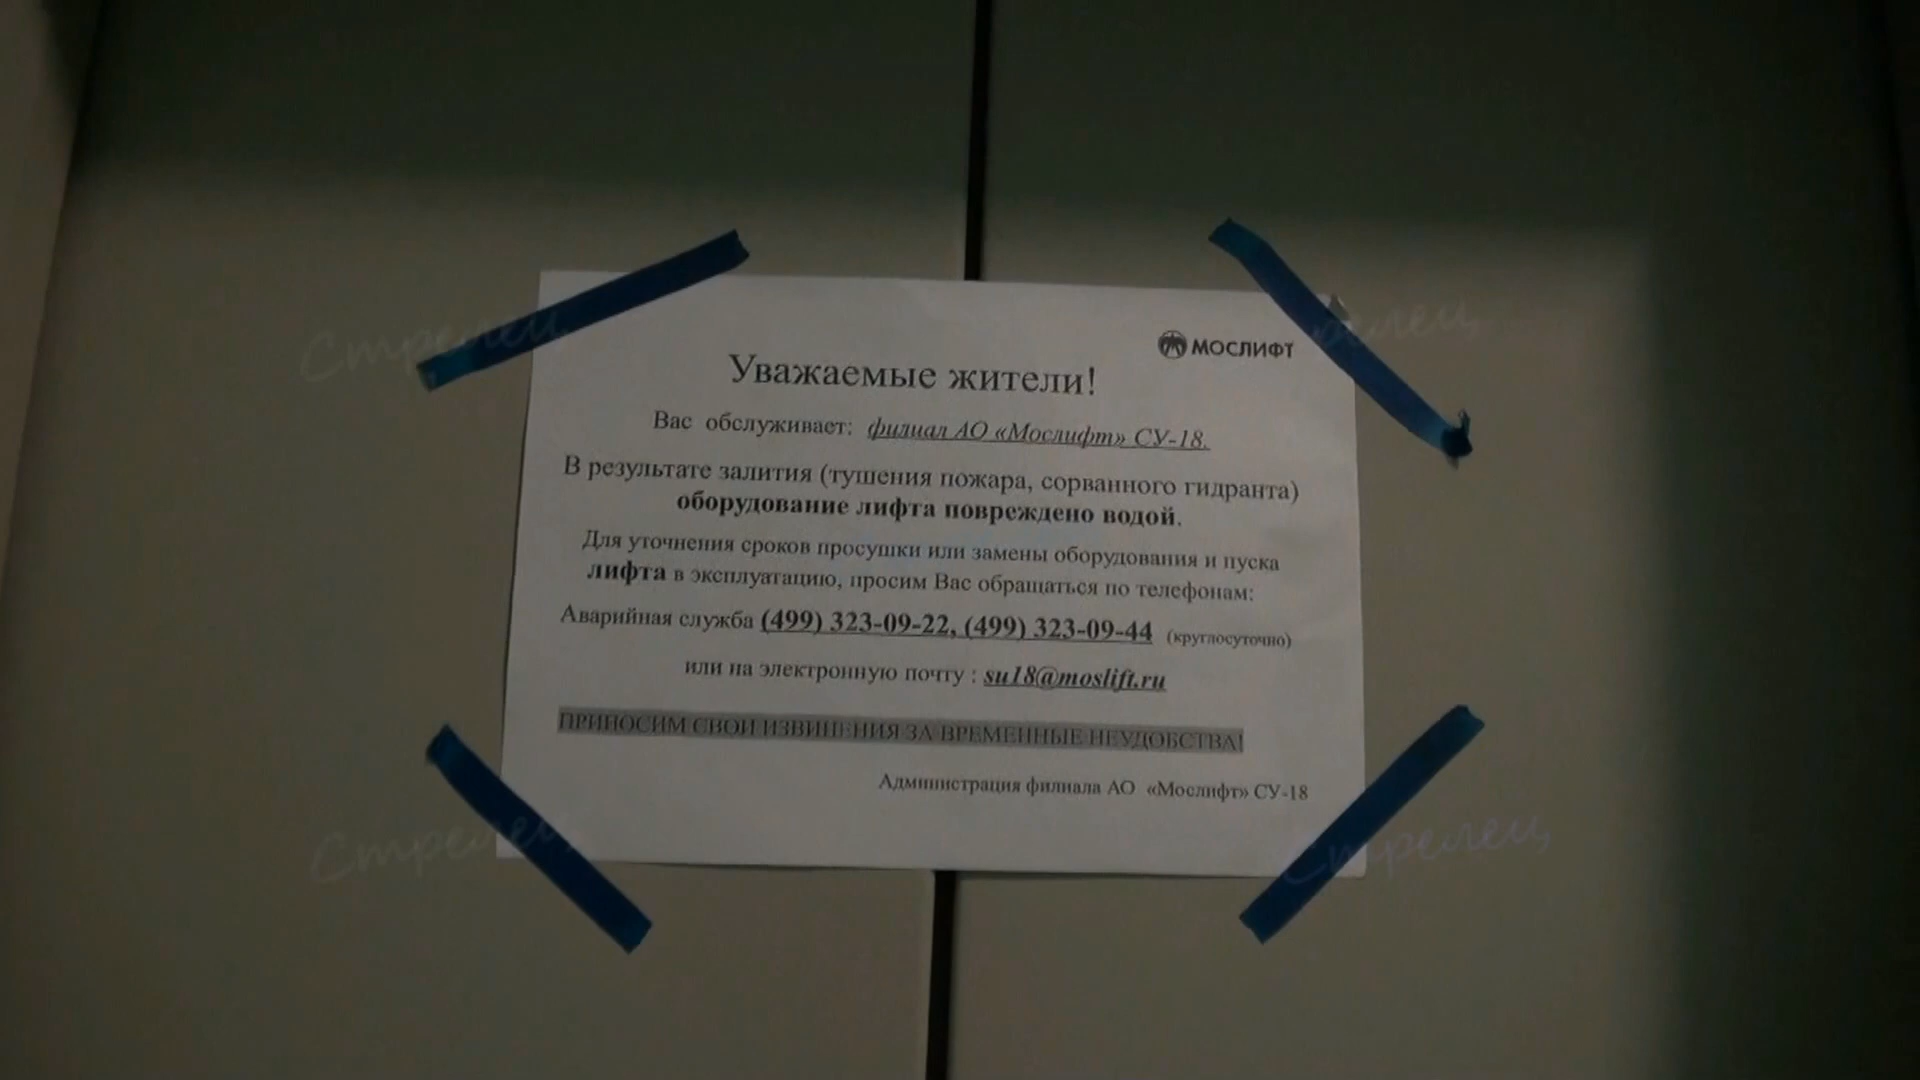 МОСЛИФТ
Уважаемые жители!
Вас обслуживает: филиал АО «Мослифт» СУ-18.
В результате залития (тушения пожара, сорванного гидранта)
оборудование лифта повреждено водой.
Для уточнения сроков просушки или замены оборудования и пуска
лифта в эксплуатацию, просим Вас обращаться по телефонам:
Аварийная служба (499) 323-09-22, (499) 323-09-44 (круглосуточно)
или на электронную почту : su18@moslift.ru
ПРИНОСИМ СВОИ ИЗВИНЕНИЯ ЗА ВРЕМЕННЫЕ НЕУДОБСТВА!
Администрация филиала АО «Мослифт» СУ-18
Стрелец
Стрелец
Стрелец